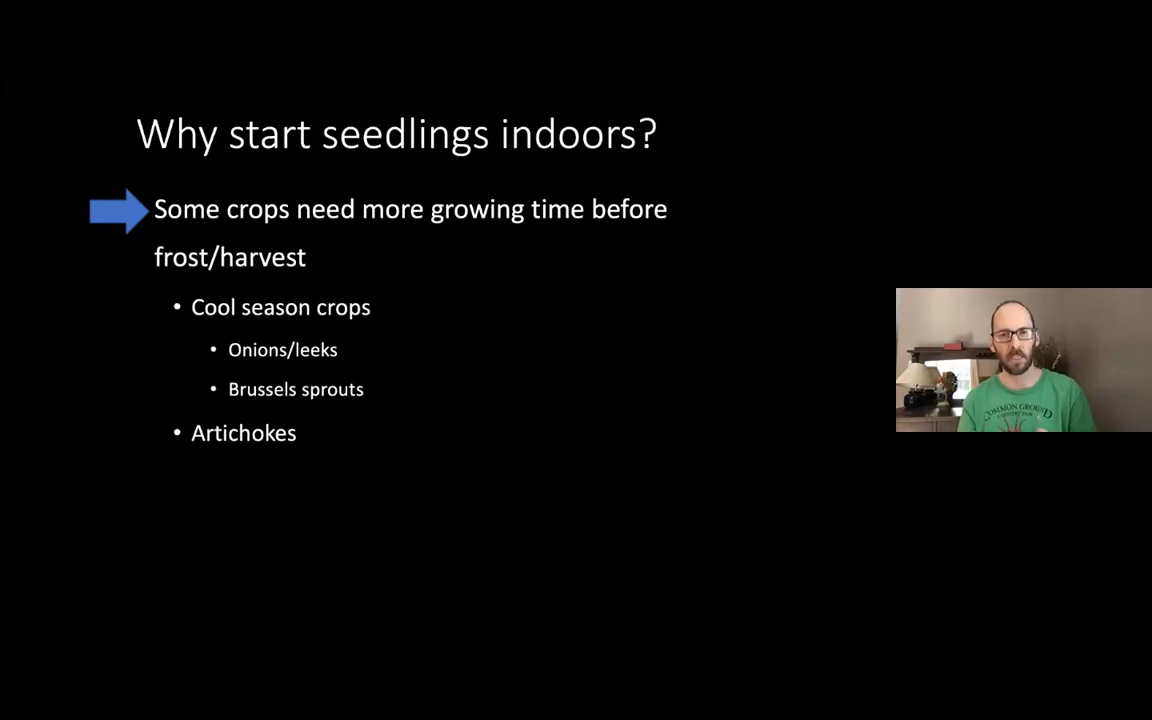 Why start seedlings indoors?
Some crops need more growing time before
frost/harvest
• Cool season crops
• Onions/leeks
• Brussels sprouts
• Artichokes
COMMON GROUND